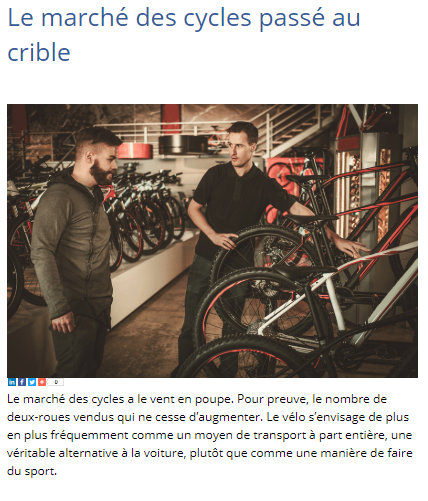 Le marché des cycles passé au
crible
0
Le marché des cycles a le vent en poupe. Pour preuve, le nombre de
deux-roues vendus qui ne cesse d'augmenter. Le vélo s'envisage de plus
en plus fréquemment comme un moyen de transport à part entière, une
véritable alternative à la voiture, plutôt que comme une manière de faire
du sport.